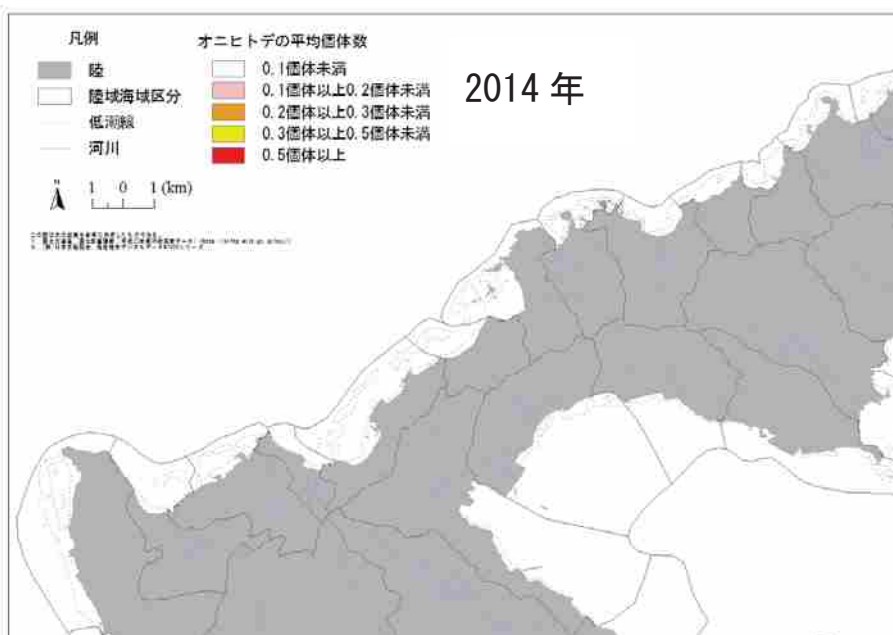 凡例
陸
陸域海域区分
低潮線
河川
オニヒトデの平均個体数
0.1個体未満
0.1個体以上0.2個体未満
0.2個体以上0.3個体未満
0.3個体以上0.5個体未満
0.5個体以上
2014 年
N
1 0 1 (km)